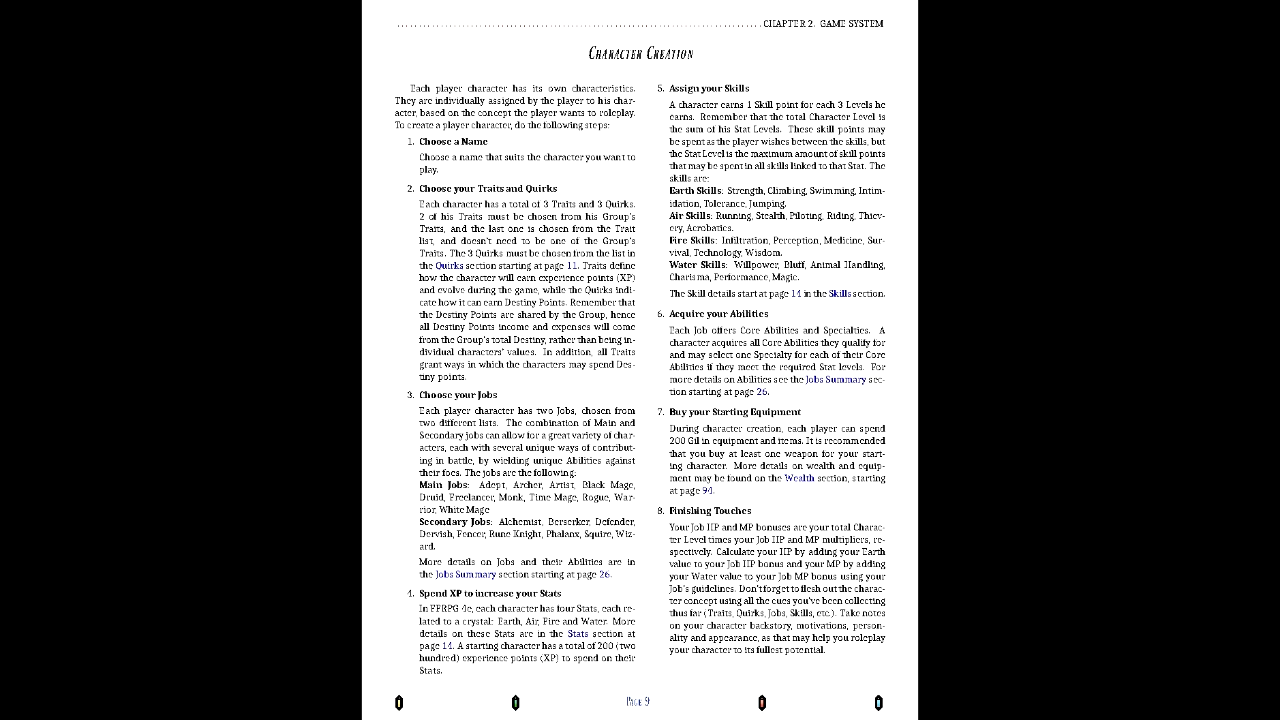 CHAPTER 2. GAME SYSTEM
Character Creation
Each player character has its own characteristics.
They are individually assigned by the player to his char-
acter, based on the concept the player wants to roleplay.
To create a player character, do the following steps:
1. Choose a Name
Choose a name that suits the character you want to
play.
2. Choose your Traits and Quirks
Each character has a total of 3 Traits and 3 Quirks.
2 of his Traits must be chosen from his Group's
Traits, and the last one is chosen from the Trait
list, and doesn't need to be one of the Group's
Traits. The 3 Quirks must be chosen from the list in
the Quirks section starting at page 11. Traits define
how the character will earn experience points (XP)
and evolve during the game, while the Quirks indi-
cate how it can earn Destiny Points. Remember that
the Destiny Points are shared by the Group, hence
all Destiny Points income and expenses will come
from the Group's total Destiny, rather than being in-
dividual characters' values. In addition, all Traits
grant ways in which the characters may spend Des-
tiny points.
3. Choose your Jobs
Each player character has two Jobs, chosen from
two different lists. The combination of Main and
Secondary jobs can allow for a great variety of char-
acters, each with several unique ways of contribut-
ing in battle, by wielding unique Abilities against
their foes. The jobs are the following:
Main Jobs: Adept, Archer, Artist, Black Mage,
Druid, Freelancer, Monk, Time Mage, Rogue, War-
rior, White Mage
Secondary Jobs: Alchemist, Berserker, Defender,
Dervish, Fencer, Rune Knight, Phalanx, Squire, Wiz-
ard.
More details on Jobs and their Abilities are in
the Jobs Summary section starting at page 26.
4. Spend XP to increase your Stats
In FFRPG 4e, each character has four Stats, each re-
lated to a crystal: Earth, Air, Fire and Water. More
details on these Stats are in the Stats section at
page 14. A starting character has a total of 200 (two
hundred) experience points (XP) to spend on their
Stats.
5. Assign your Skills
A character earns 1 Skill point for each 3 Levels he
earns. Remember that the total Character Level is
the sum of his Stat Levels. These skill points may
be spent as the player wishes between the skills, but
the Stat Level is the maximum amount of skill points
that may be spent in all skills linked to that Stat. The
skills are:
Earth Skills: Strength, Climbing, Swimming, Intim-
idation, Tolerance, Jumping.
Air Skills: Running, Stealth, Piloting, Riding, Thiev-
ery, Acrobatics.
Fire Skills: Infiltration, Perception, Medicine, Sur-
vival, Technology, Wisdom.
Water Skills: Willpower, Bluff, Animal Handling,
Charisma, Performance, Magic.
The Skill details start at page 14 in the Skills section.
6. Acquire your Abilities
Each Job offers Core Abilities and Specialties. A
character acquires all Core Abilities they qualify for
and may select one Specialty for each of their Core
Abilities if they meet the required Stat levels. For
more details on Abilities see the Jobs Summary sec-
tion starting at page 26.
7. Buy your Starting Equipment
During character creation, each player can spend
200 Gil in equipment and items. It is recommended
that you buy at least one weapon for your start-
ing character. More details on wealth and equip-
ment may be found on the Wealth section, starting
at page 94.
8. Finishing Touches
Your Job HP and MP bonuses are your total Charac-
ter Level times your Job HP and MP multipliers, re-
spectively. Calculate your HP by adding your Earth
value to your Job HP bonus and your MP by adding
your Water value to your Job MP bonus using your
Job's guidelines. Don't forget to flesh out the charac-
ter concept using all the cues you've been collecting
thus far (Traits, Quirks, Jobs, Skills, etc.). Take notes
on your character backstory, motivations, person-
ality and appearance, as that may help you roleplay
your character to its fullest potential.
Page 9